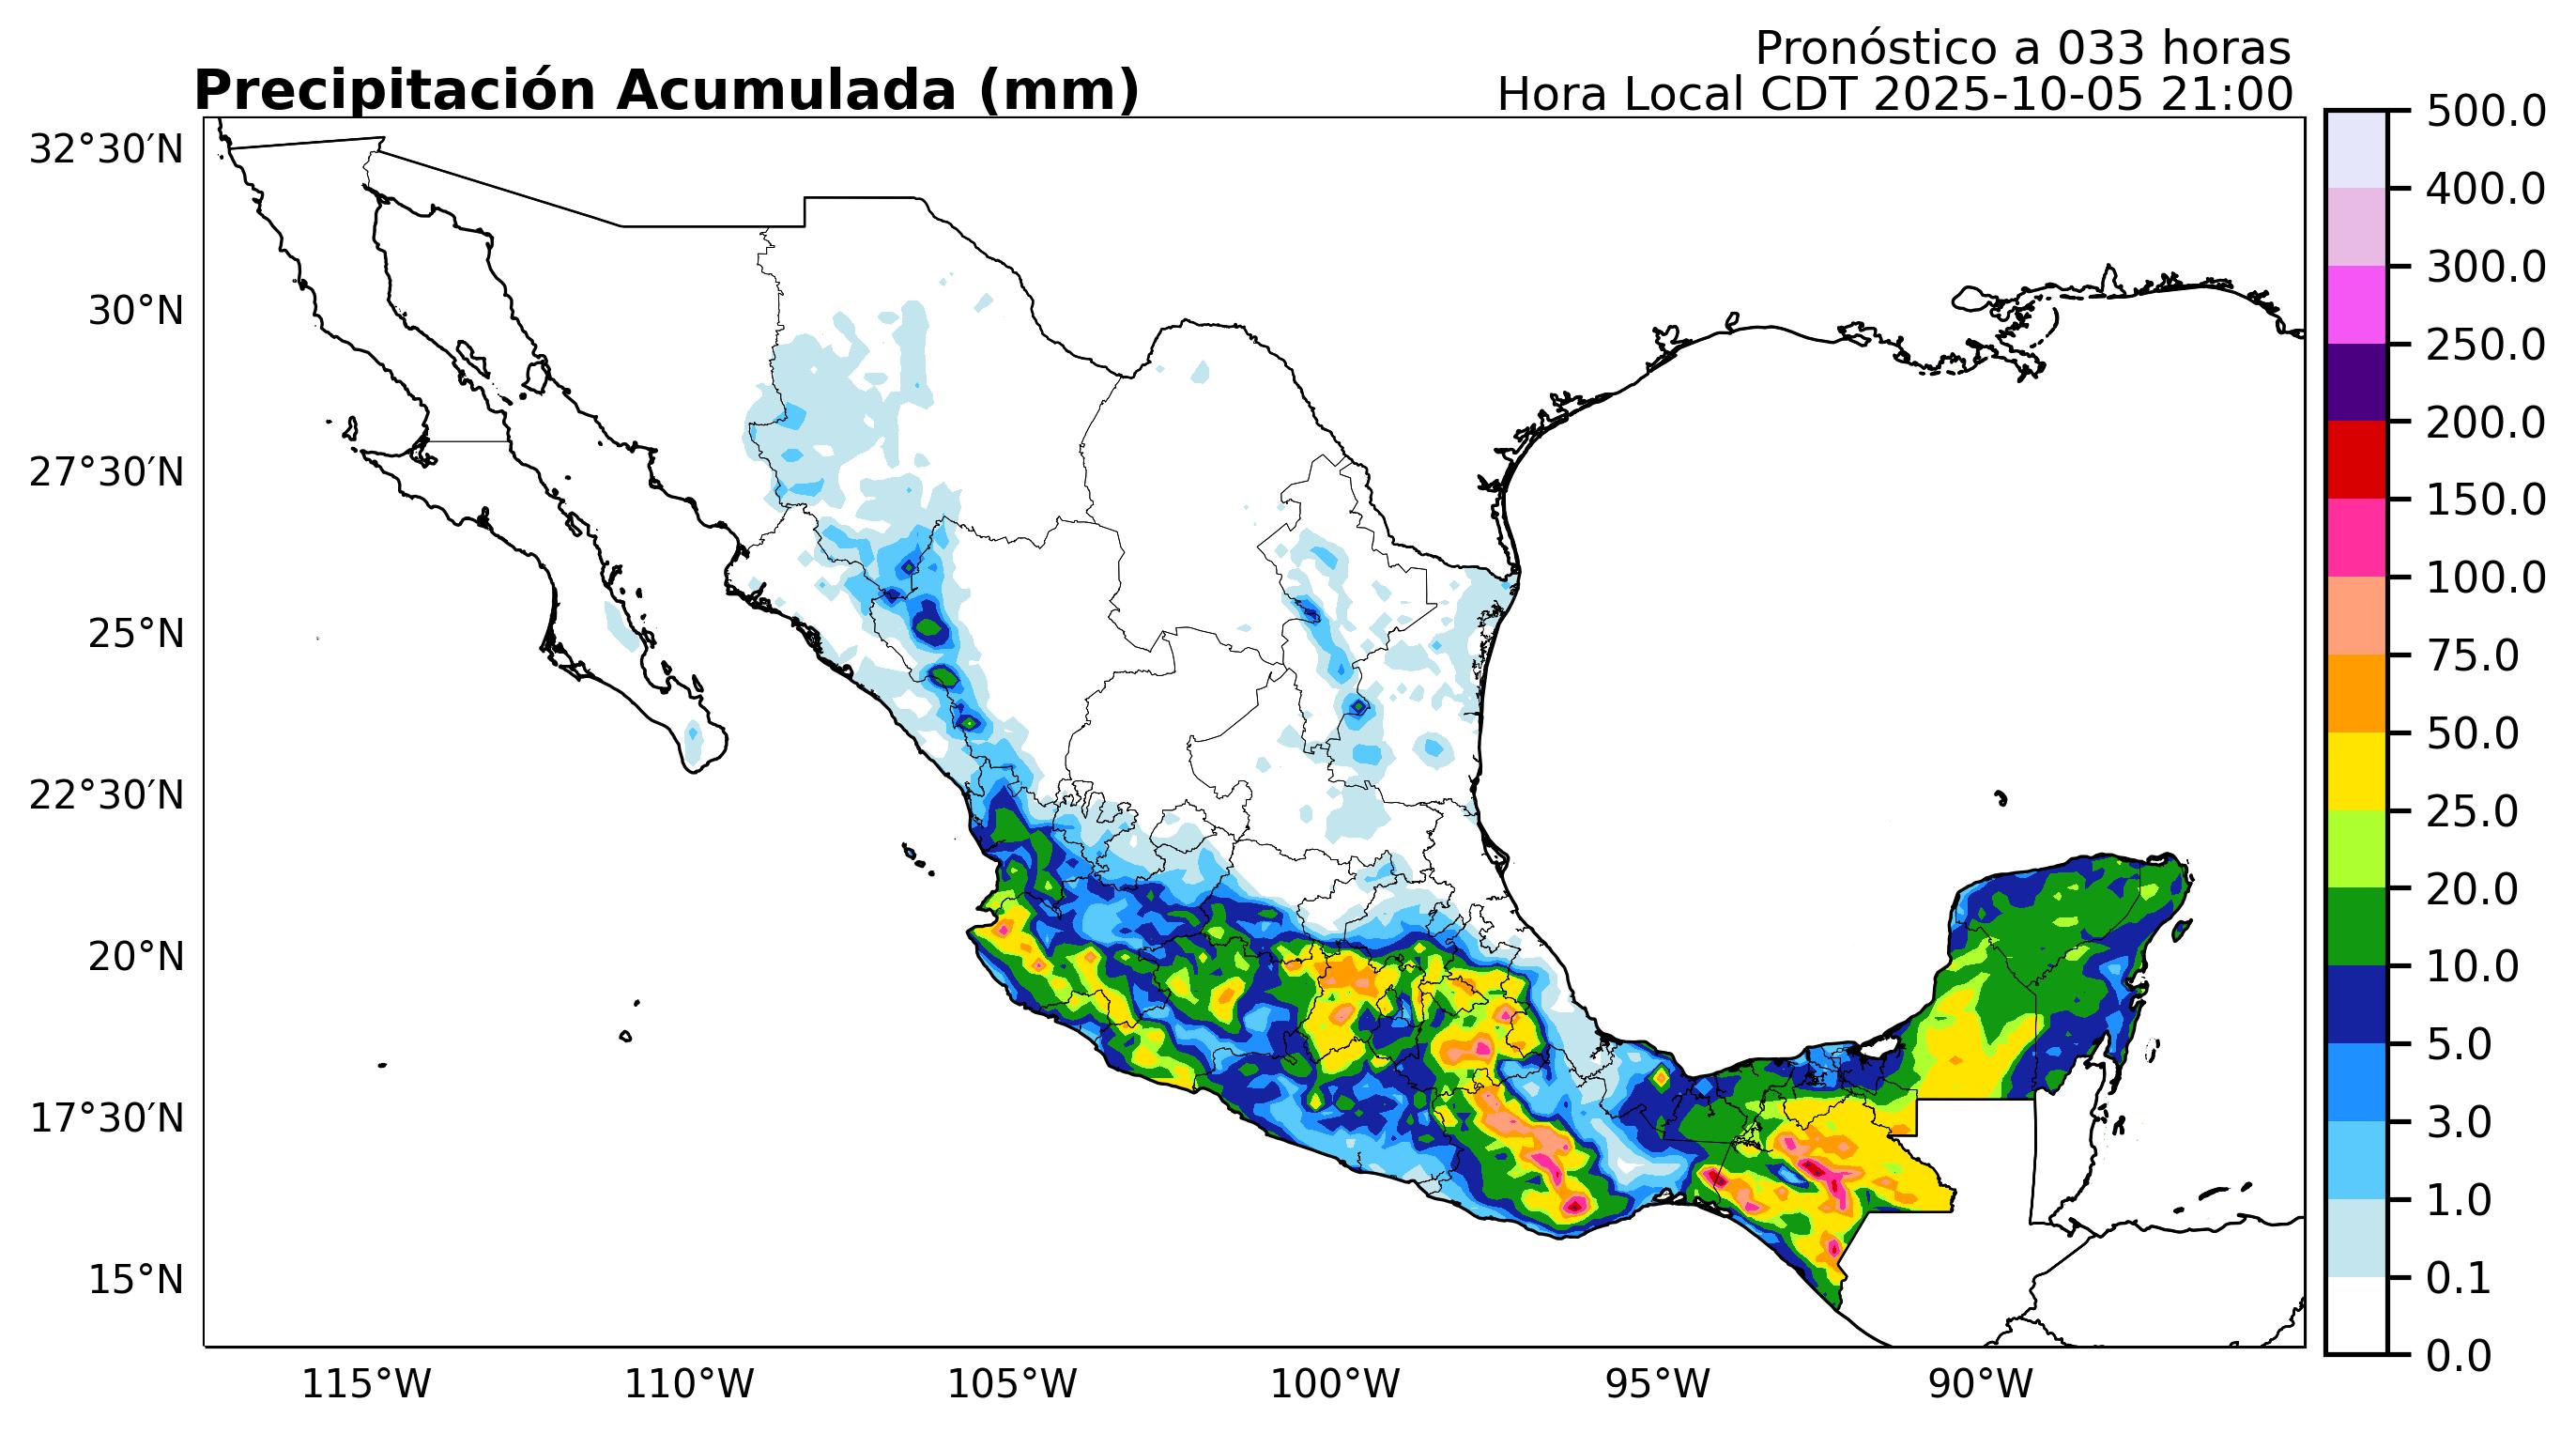 Pronóstico a 033 horas
Precipitación Acumulada (mm)
Hora Local CDT 2025-10-05 21:00
32°30′N
30°N
27°30′N
25°N
22°30′N
20°N
17°30′N
15°N
115°W
110°W
105°W
100°W
95°W
90°W
500.0
400.0
300.0
250.0
200.0
150.0
100.0
75.0
50.0
25.0
20.0
10.0
5.0
3.0
1.0
0.1
0.0